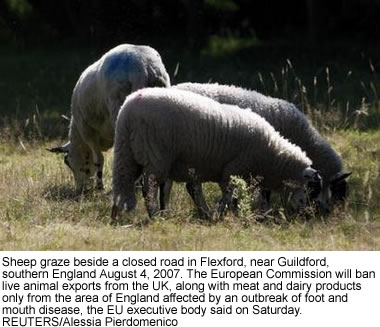 Sheep graze beside a closed road in Flexford, near Guildford,
southern England August 4, 2007. The European Commission will ban
live animal exports from the UK, along with meat and dairy products
only from the area of England affected by an outbreak of foot and
mouth disease, the EU executive body said on Saturday.
REUTERS/Alessia Pierdomenico